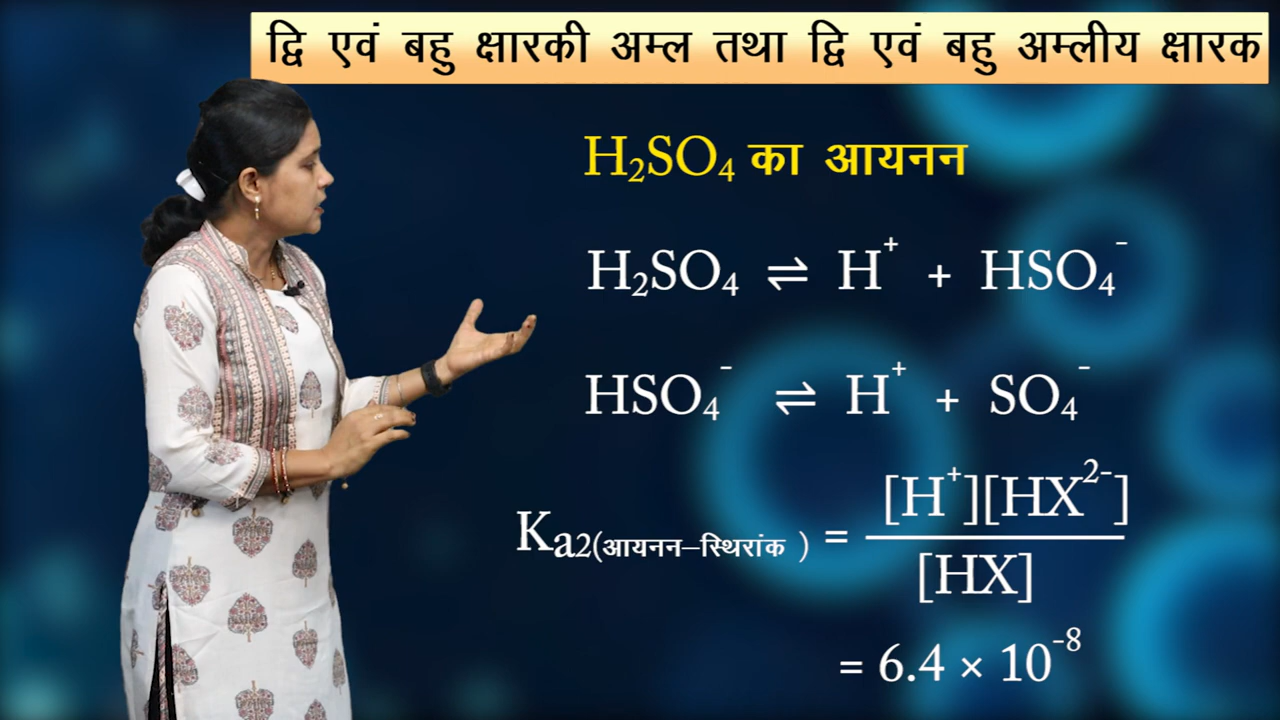 द्वि एवं बहु क्षारकी अम्ल तथा द्वि एवं बहु अम्लीय क्षारक
H₂SO₄ का आयनन
H₂SO₄ ⇌ H⁺ + HSO₄⁻
HSO₄⁻ ⇌ H⁺ + SO₄⁻
Ka2(आयनन–स्थिरांक ) = [H⁺][HX²⁻] / [HX]
= 6.4 × 10⁻⁸